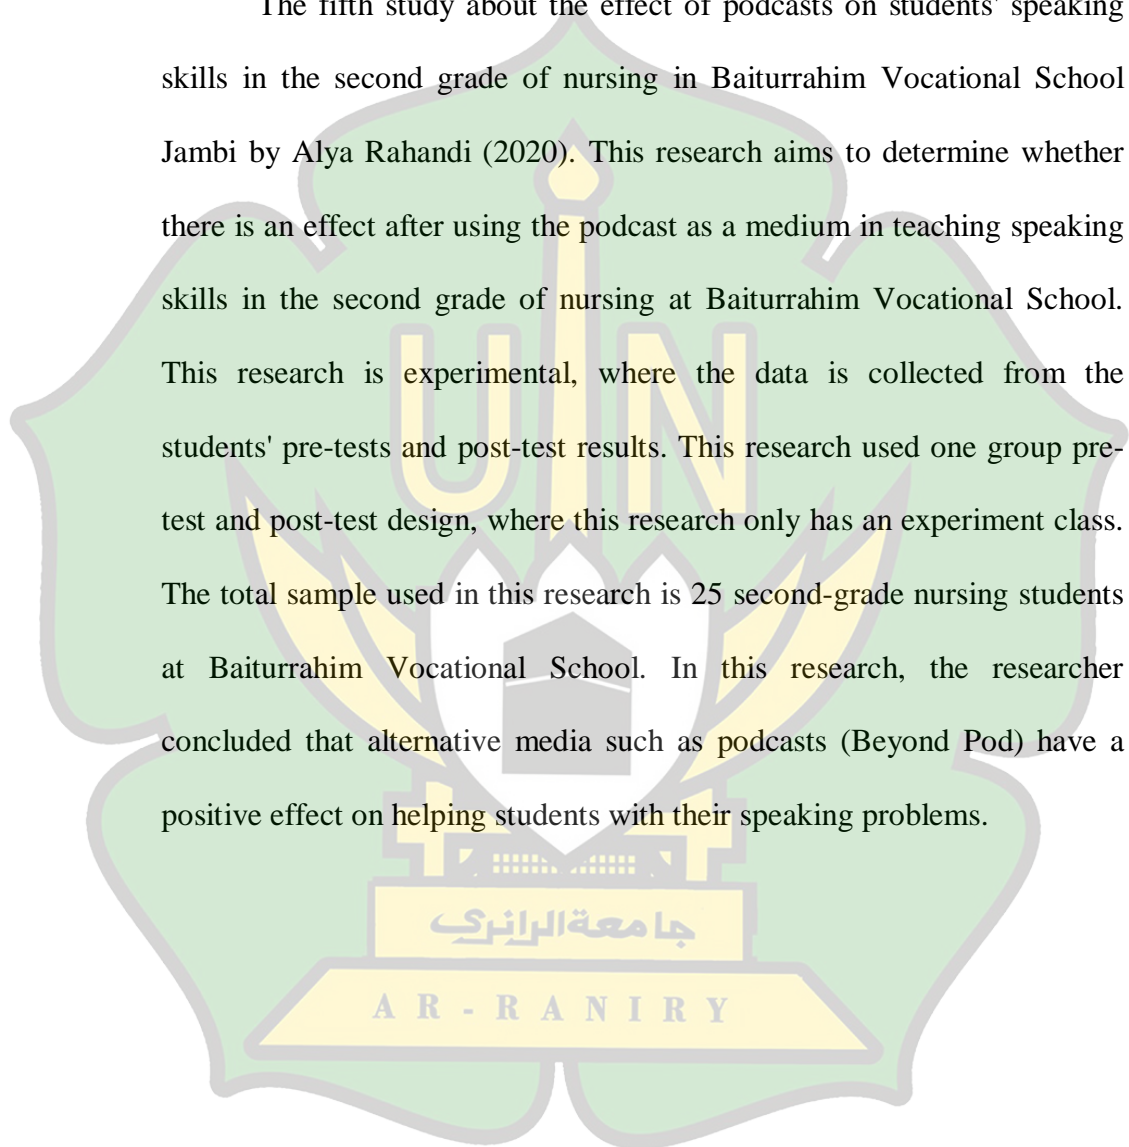 The fifth study about the effect of podcasts on students' speaking
skills in the second grade of nursing in Baiturrahim Vocational School
Jambi by Alya Rahandi (2020). This research aims to determine whether
there is an effect after using the podcast as a medium in teaching speaking
skills in the second grade of nursing at Baiturrahim Vocational School.
This research is experimental, where the data is collected from the
students' pre-tests and post-test results. This research used one group pre-
test and post-test design, where this research only has an experiment class.
The total sample used in this research is 25 second-grade nursing students
at Baiturrahim Vocational School. In this research, the researcher
concluded that alternative media such as podcasts (Beyond Pod) have a
positive effect on helping students with their speaking problems.
UIN
جامعة الرانري
AR-RANIRY